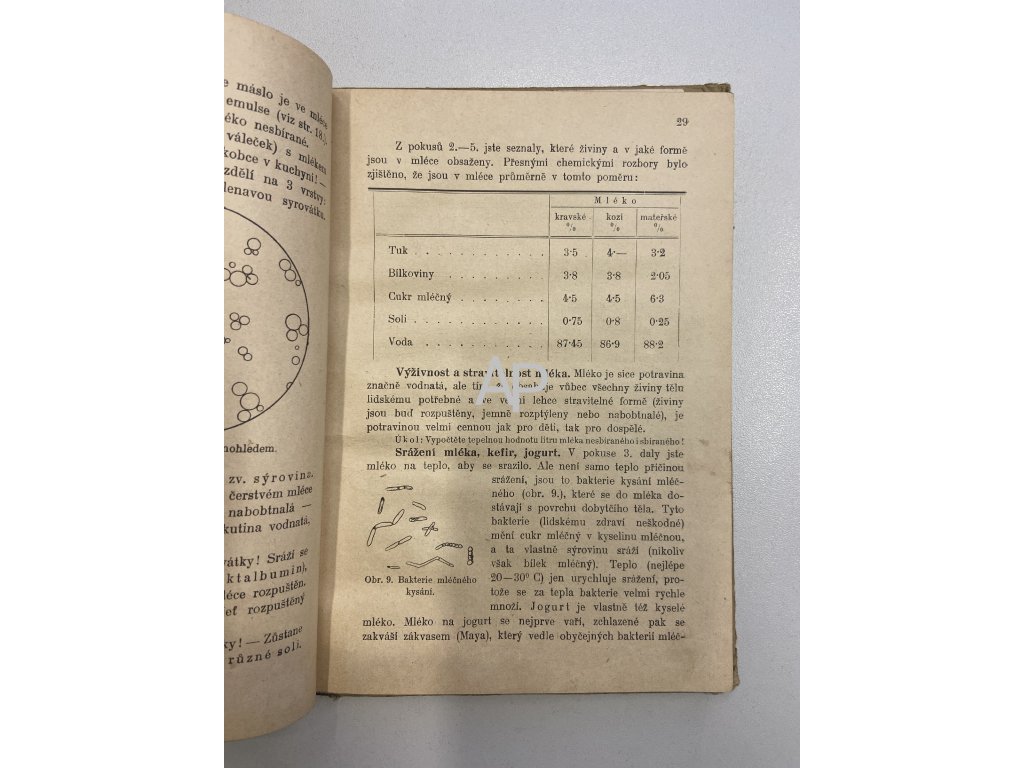 e máslo je ve mléce
emulse (viz str. 18.).
éko nesbírané.
váleček) s mlékem
kobce v kuchyni! —
zdělí na 3 vrstvy:
lenavou syrovátku.
nohledem.
zv. sýrovina.
čerstvém mléce
nabobtnalá —
kutina vodnatá,
vátky! Sráží se
ktalbumin),
léce rozpuštěn.
jeť rozpuštěný
ky! — Zůstane
různé soli.
29
Z pokusů 2.—5. jste seznaly, které živiny a v jaké formě
jsou v mléce obsaženy. Přesnými chemickými rozbory bylo
zjištěno, že jsou v mléce průměrně v tomto poměru:
Mléko
kravské % kozí % mateřské %
Tuk . . . . . . . . . . . . 3·5 4·— 3·2
Bílkoviny . . . . . . . . . 3·8 3·8 2·05
Cukr mléčný . . . . . . . . 4·5 4·5 6·3
Soli . . . . . . . . . . . . 0·75 0·8 0·25
Voda . . . . . . . . . . . 87·45 86·9 88·2
Výživnost a stravitelnost mléka. Mléko je sice potravina
značně vodnatá, ale tím, že obsahuje vůbec všechny živiny tělu
lidskému potřebné a ve velmi lehce stravitelné formě (živiny
jsou buď rozpuštěny, jemně rozptýleny nebo nabobtnalé), je
potravinou velmi cennou jak pro děti, tak pro dospělé.
Úkol: Vypočtěte tepelnou hodnotu litru mléka nesbíraného i sbíraného!
Srážení mléka, kefir, jogurt. V pokuse 3. daly jste
mléko na teplo, aby se srazilo. Ale není samo teplo příčinou
srážení, jsou to bakterie kysání mléč-
ného (obr. 9.), které se do mléka do-
stávají s povrchu dobytčího těla. Tyto
bakterie (lidskému zdraví neškodné)
mění cukr mléčný v kyselinu mléčnou,
a ta vlastně sýrovinu sráží (nikoliv
však bílek mléčný). Teplo (nejlépe
20—30° C) jen urychluje srážení, pro-
tože se za tepla bakterie velmi rychle
množí. Jogurt je vlastně též kyselé
Obr. 9. Bakterie mléčného
kysání.
mléko. Mléko na jogurt se nejprve vaří, zchlazené pak se
zakváší zákvasem (Maya), který vedle obyčejných bakterií mléč-
AP